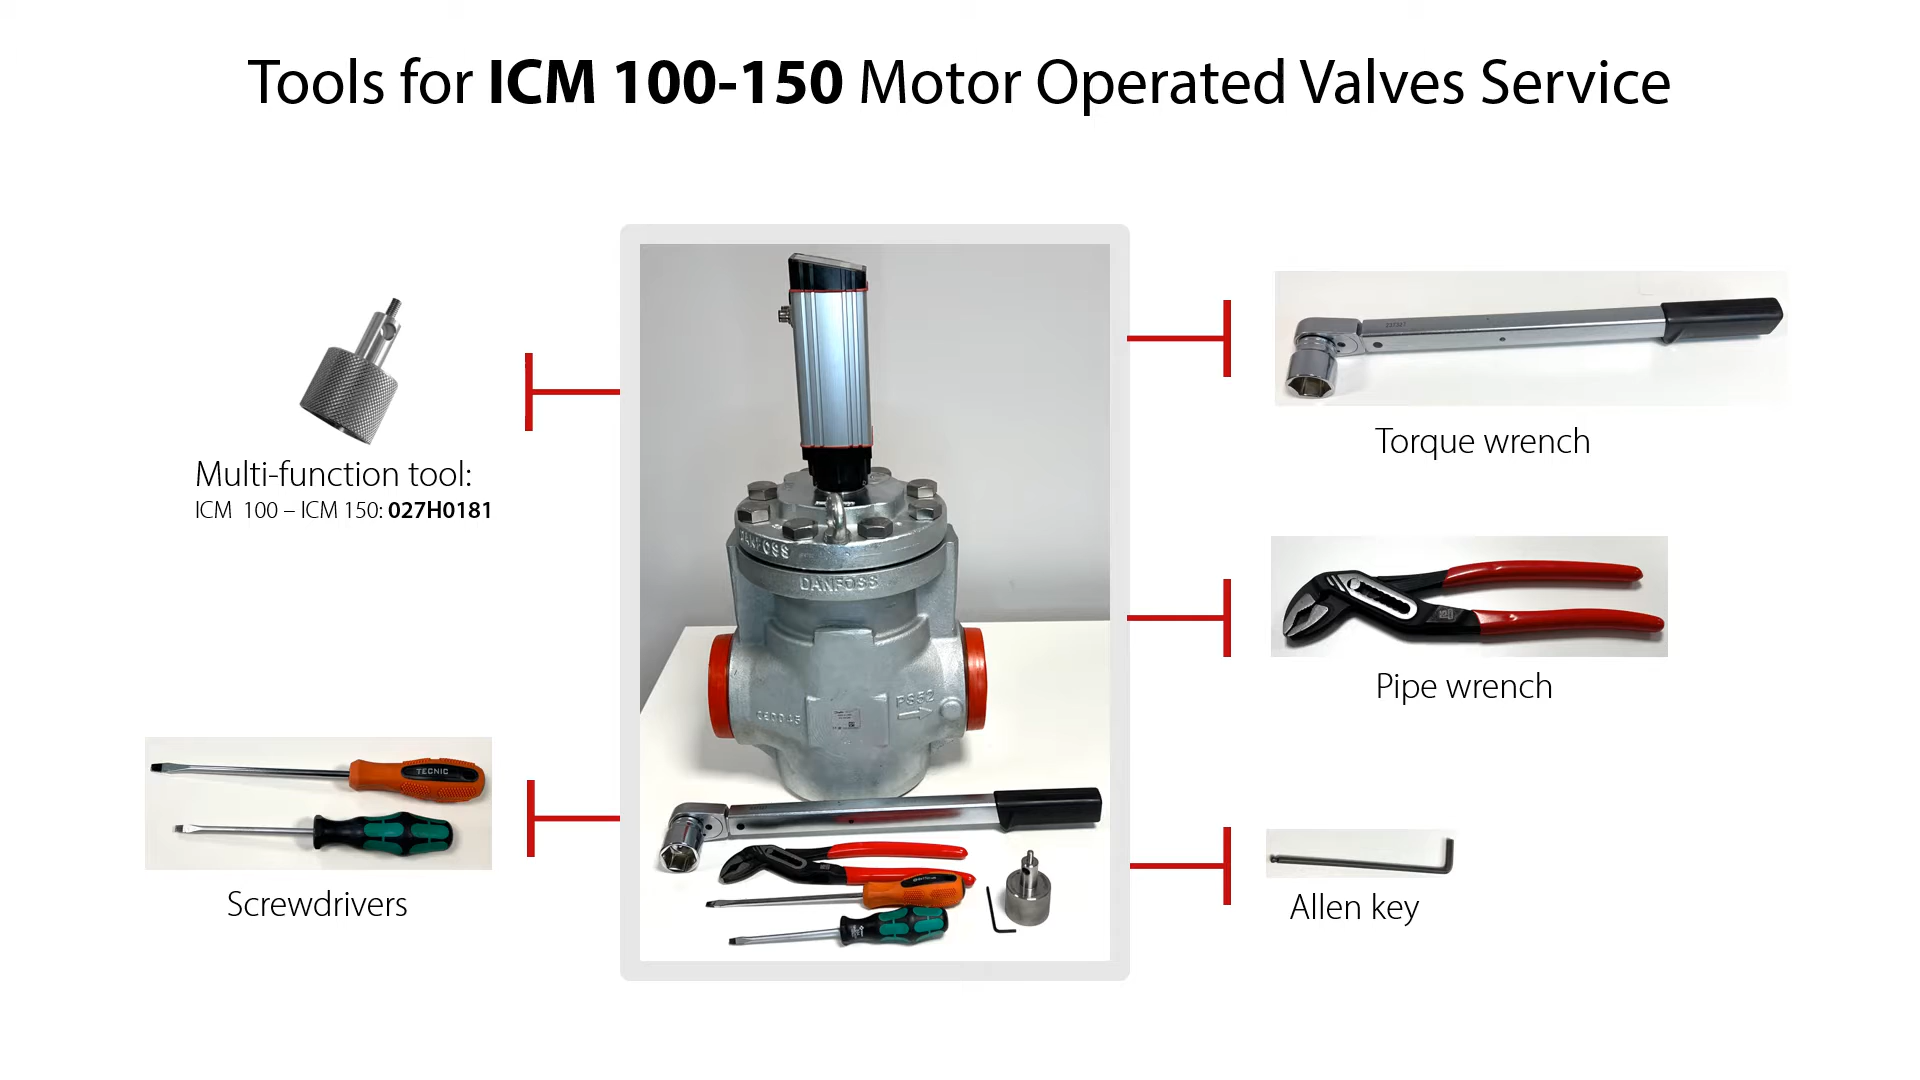 Tools for ICM 100-150 Motor Operated Valves Service
Multi-function tool:
ICM 100 – ICM 150: 027H0181
TECNIC
Screwdrivers
DANFOSS
DANFOSS
PS52
Torque wrench
Pipe wrench
Allen key